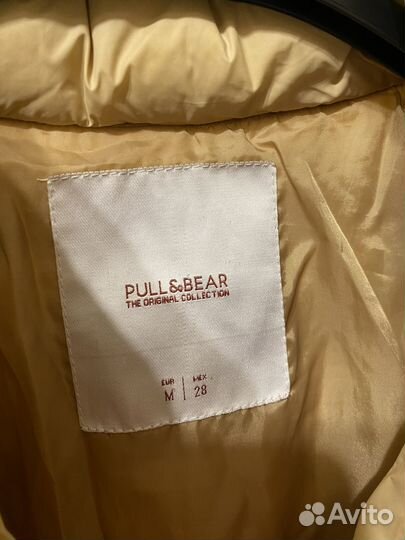 PULL&BEAR
THE ORIGINAL COLLECTION
EUR MEX
M 28
Avito